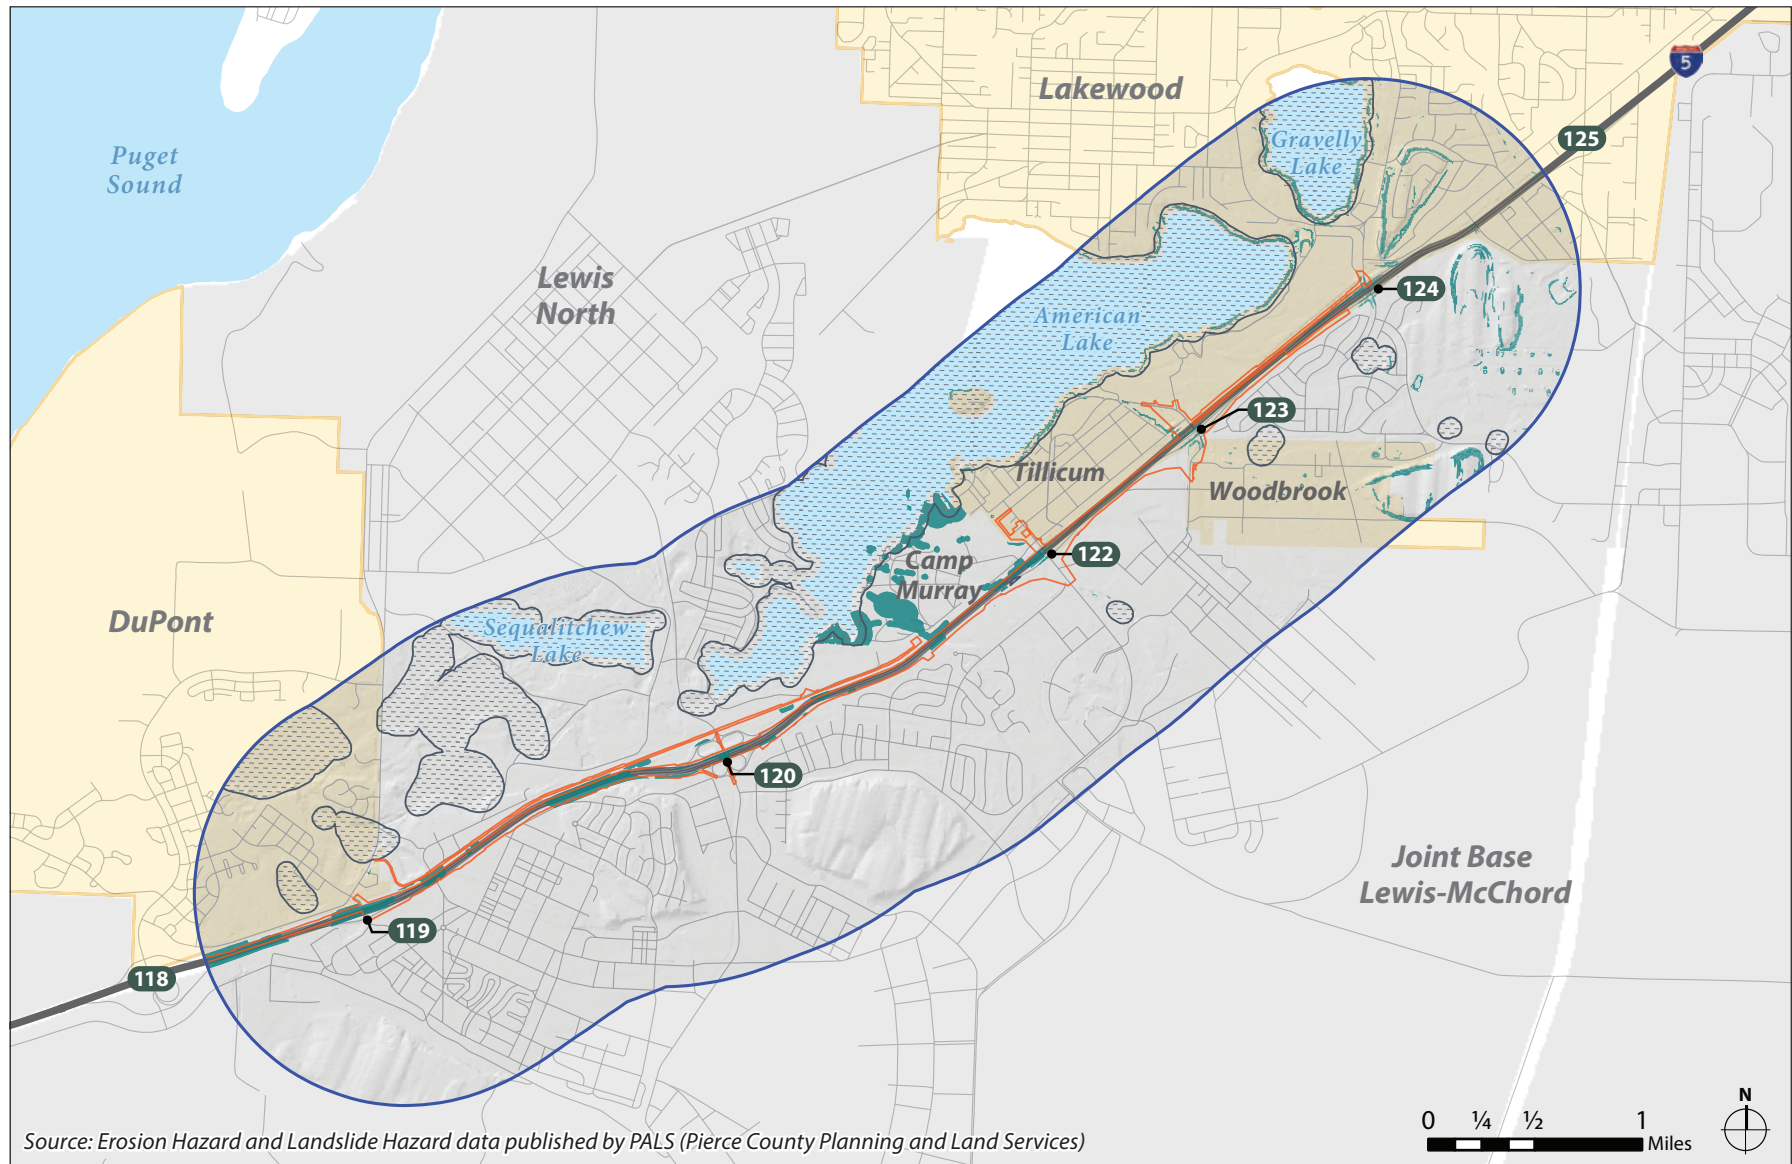 5
Lakewood
125
Gravelly
Lake
Puget
Sound
Lewis
North
124
American
Lake
123
Tillicum
Woodbrook
122
Camp
Murray
DuPont
Sequalitchew
Lake
120
Joint Base
Lewis-McChord
119
118
N
0 ¼ ½ 1
Miles
Source: Erosion Hazard and Landslide Hazard data published by PALS (Pierce County Planning and Land Services)